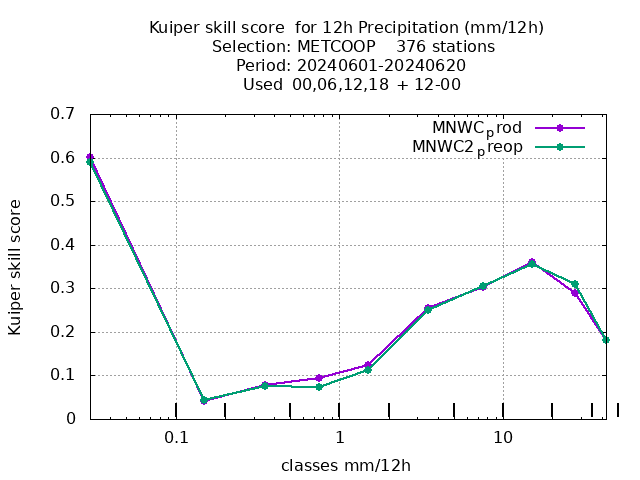 Kuiper skill score  for 12h Precipitation (mm/12h)
Selection: METCOOP    376 stations
Period: 20240601-20240620
Used  00,06,12,18  + 12-00
MNWCprod
MNWC2preop
0.7
0.6
0.5
0.4
0.3
0.2
0.1
0
Kuiper skill score
0.1 1 10
classes mm/12h